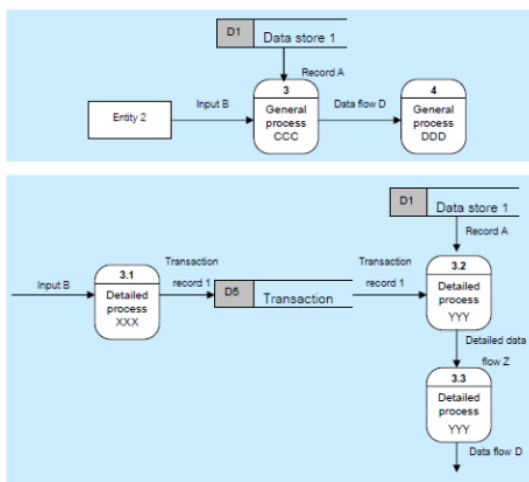 D1
Data store 1
Record A
3
4
Input B
Data flow D
Entity 2
General
process
CCC
General
process
DDD
D1
Data store 1
Record A
3.1
Transaction
Transaction
3.2
Input B
record 1
record 1
Detailed
process
XXX
D5
Transaction
Detailed
process
YYY
Detailed data
flow Z
3.3
Detailed
process
YYY
Data flow D